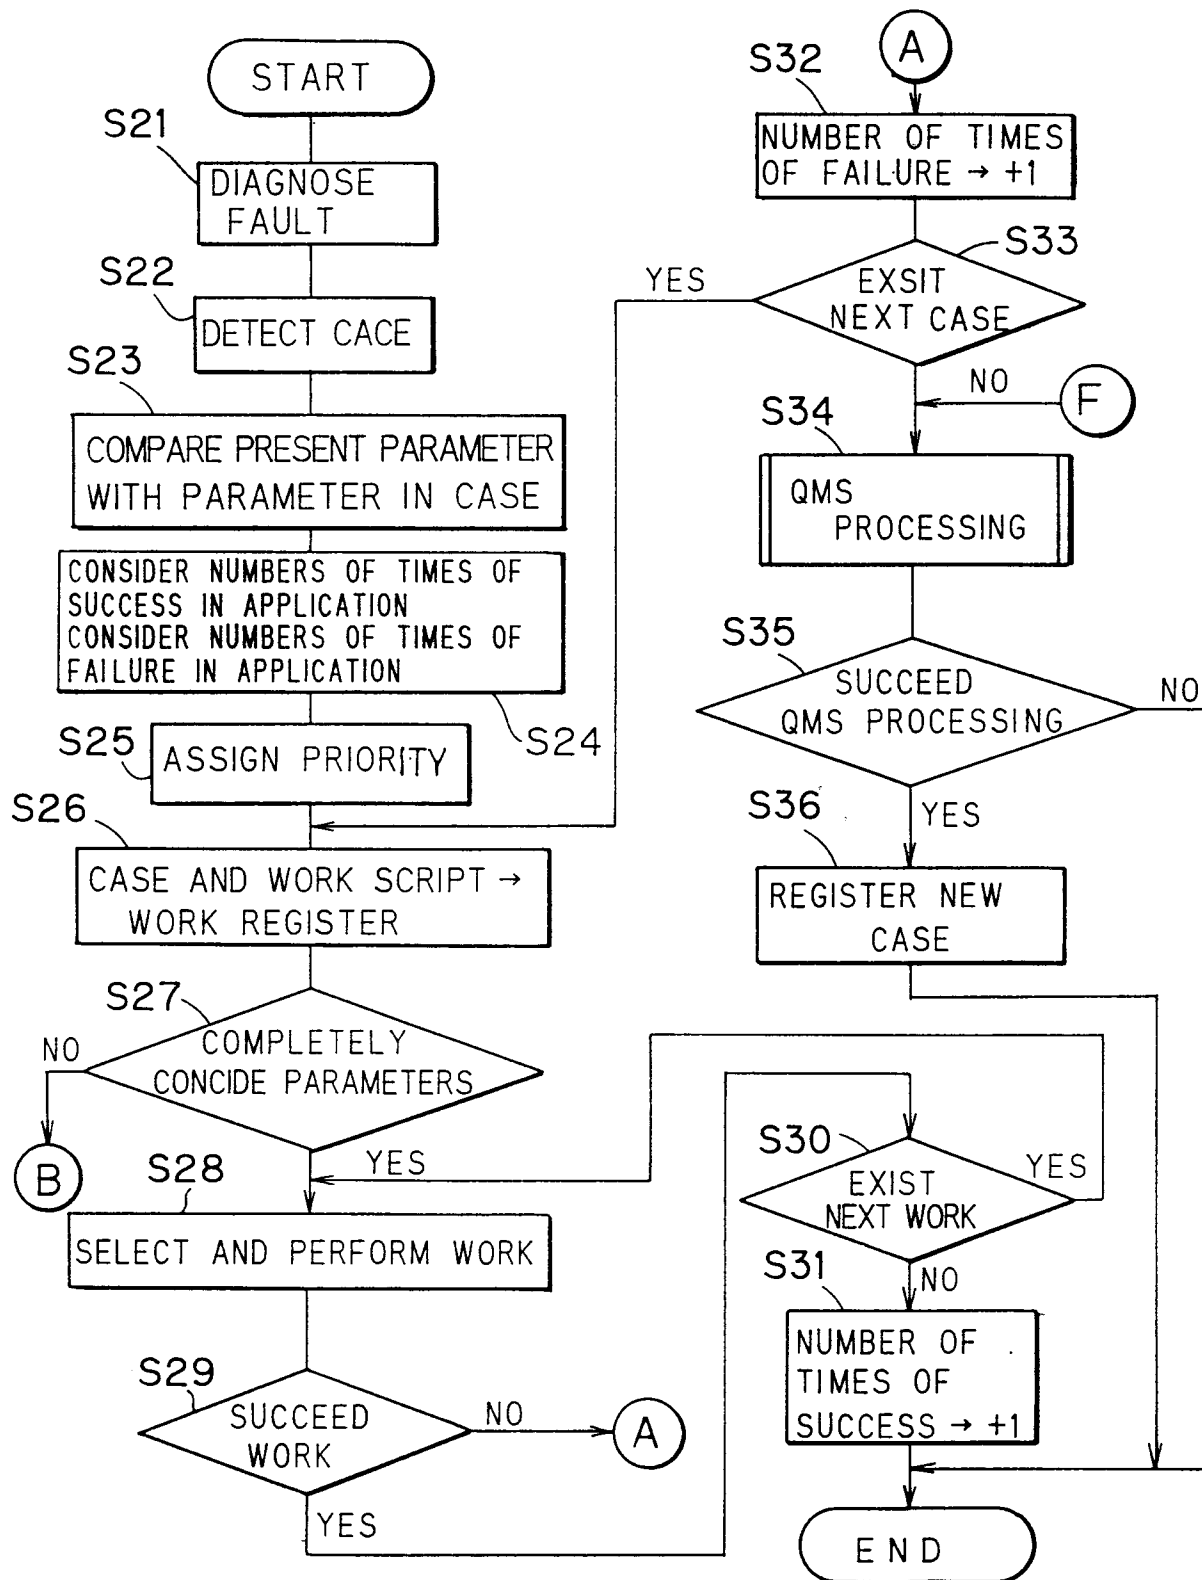 START
S21
DIAGNOSE
FAULT
S22
DETECT CACE
S23
COMPARE PRESENT PARAMETER
WITH PARAMETER IN CASE
CONSIDER NUMBERS OF TIMES OF
SUCCESS IN APPLICATION
CONSIDER NUMBERS OF TIMES OF
FAILURE IN APPLICATION
S24
S25
ASSIGN PRIORITY
S26
CASE AND WORK SCRIPT →
WORK REGISTER
S27
COMPLETELY
CONCIDE PARAMETERS
NO
B
YES
S28
SELECT AND PERFORM WORK
S29
SUCCEED
WORK
NO
A
YES
A
S32
NUMBER OF TIMES
OF FAILURE → +1
S33
EXSIT
NEXT CASE
YES
NO
F
S34
QMS
PROCESSING
S35
SUCCEED
QMS PROCESSING
NO
YES
S36
REGISTER NEW
CASE
S30
EXIST
NEXT WORK
YES
NO
S31
NUMBER OF
TIMES OF
SUCCESS → +1
END